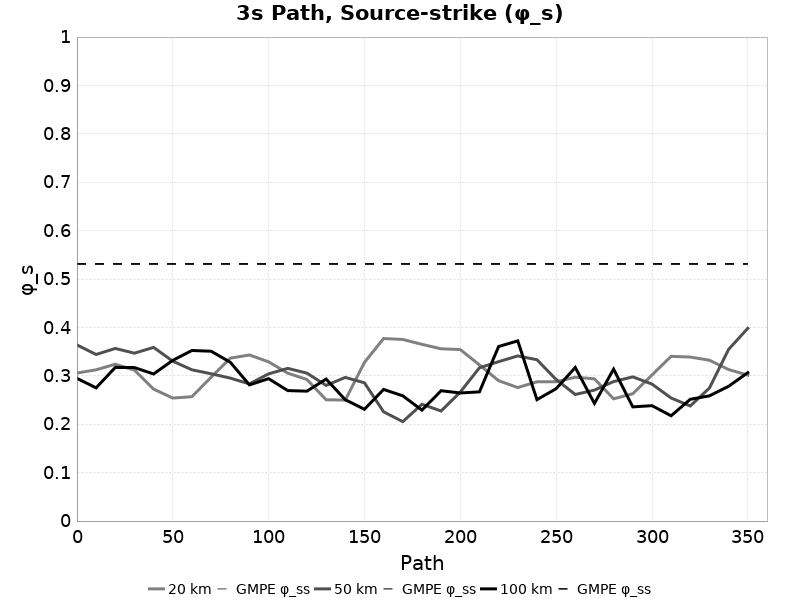 3s Path, Source-strike (φ_s)
1
0.9
0.8
0.7
0.6
0.5
0.4
0.3
0.2
0.1
0
φ_s
0 50 100 150 200 250 300 350
Path
20 km GMPE φ_ss 50 km GMPE φ_ss 100 km GMPE φ_ss